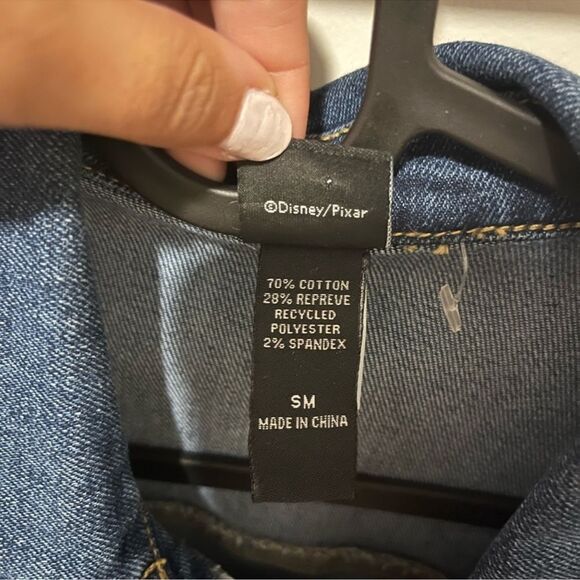 ©Disney/Pixar
70% COTTON
28% REPREVE
RECYCLED
POLYESTER
2% SPANDEX
SM
MADE IN CHINA